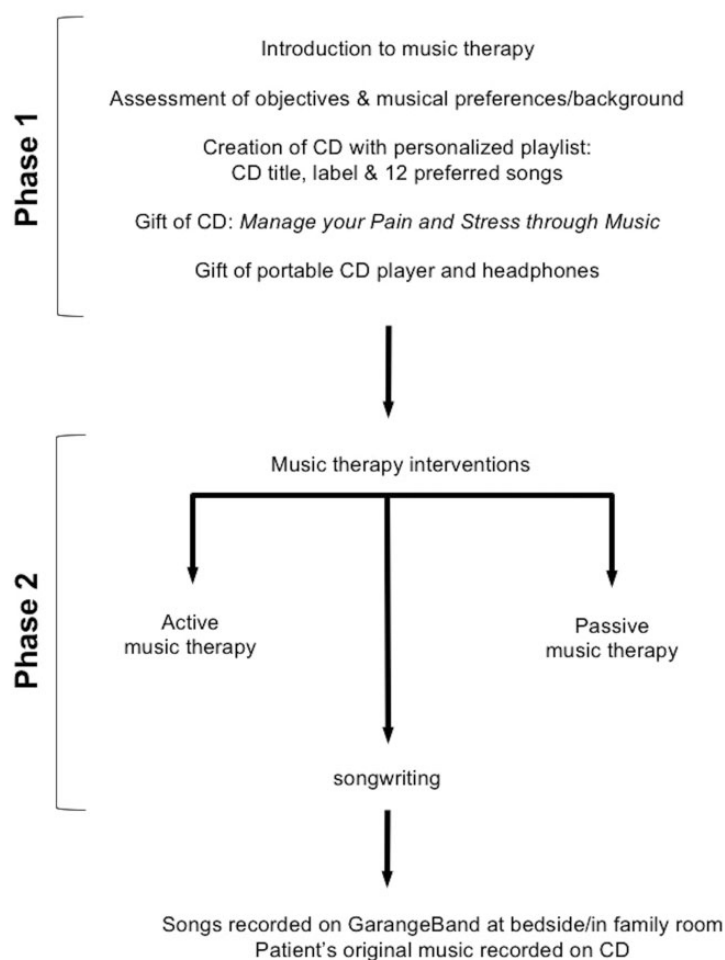 Phase 1
Introduction to music therapy
Assessment of objectives & musical preferences/background
Creation of CD with personalized playlist:
CD title, label & 12 preferred songs
Gift of CD: Manage your Pain and Stress through Music
Gift of portable CD player and headphones
Phase 2
Music therapy interventions
Active
music therapy
Passive
music therapy
songwriting
Songs recorded on GarangeBand at bedside/in family room
Patient's original music recorded on CD